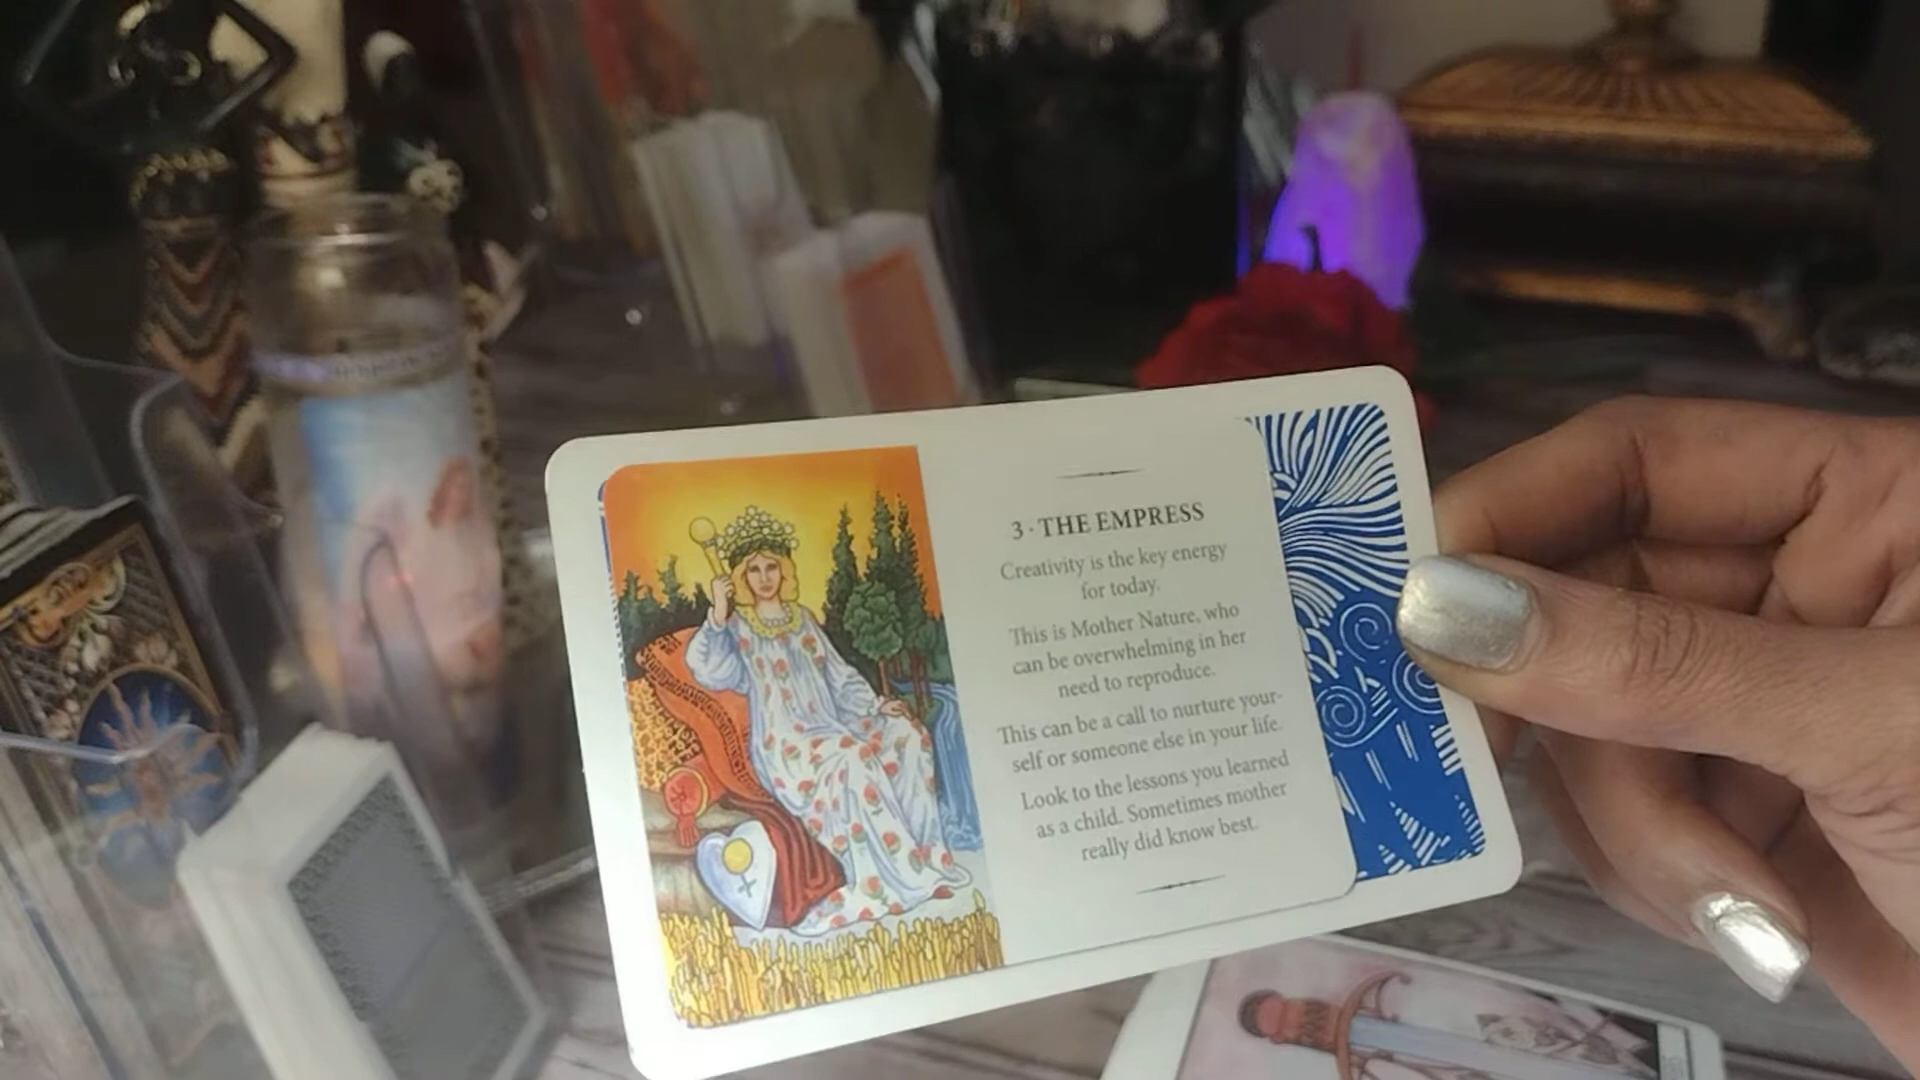 3 · THE EMPRESS
Creativity is the key energy
for today.
This is Mother Nature, who
can be overwhelming in her
need to reproduce.
This can be a call to nurture your-
self or someone else in your life.
Look to the lessons you learned
as a child. Sometimes mother
really did know best.